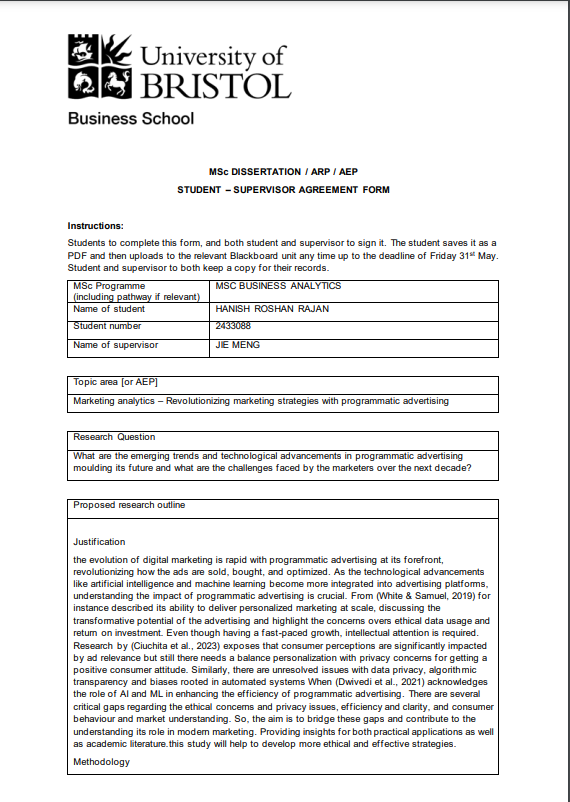 University of
BRISTOL
Business School
MSc DISSERTATION / ARP / AEP
STUDENT – SUPERVISOR AGREEMENT FORM
Instructions:
Students to complete this form, and both student and supervisor to sign it. The student saves it as a
PDF and then uploads to the relevant Blackboard unit any time up to the deadline of Friday 31st May.
Student and supervisor to both keep a copy for their records.
MSc Programme
(including pathway if relevant)
MSC BUSINESS ANALYTICS
Name of student
HANISH ROSHAN RAJAN
Student number
2433088
Name of supervisor
JIE MENG
Topic area [or AEP]
Marketing analytics – Revolutionizing marketing strategies with programmatic advertising
Research Question
What are the emerging trends and technological advancements in programmatic advertising
moulding its future and what are the challenges faced by the marketers over the next decade?
Proposed research outline
Justification
the evolution of digital marketing is rapid with programmatic advertising at its forefront,
revolutionizing how the ads are sold, bought, and optimized. As the technological advancements
like artificial intelligence and machine learning become more integrated into advertising platforms,
understanding the impact of programmatic advertising is crucial. From (White & Samuel, 2019) for
instance described its ability to deliver personalized marketing at scale, discussing the
transformative potential of the advertising and highlight the concerns overs ethical data usage and
return on investment. Even though having a fast-paced growth, intellectual attention is required.
Research by (Ciuchita et al., 2023) exposes that consumer perceptions are significantly impacted
by ad relevance but still there needs a balance personalization with privacy concerns for getting a
positive consumer attitude. Similarly, there are unresolved issues with data privacy, algorithmic
transparency and biases rooted in automated systems When (Dwivedi et al., 2021) acknowledges
the role of AI and ML in enhancing the efficiency of programmatic advertising. There are several
critical gaps regarding the ethical concerns and privacy issues, efficiency and clarity, and consumer
behaviour and market understanding. So, the aim is to bridge these gaps and contribute to the
understanding its role in modern marketing. Providing insights for both practical applications as well
as academic literature.this study will help to develop more ethical and effective strategies.
Methodology